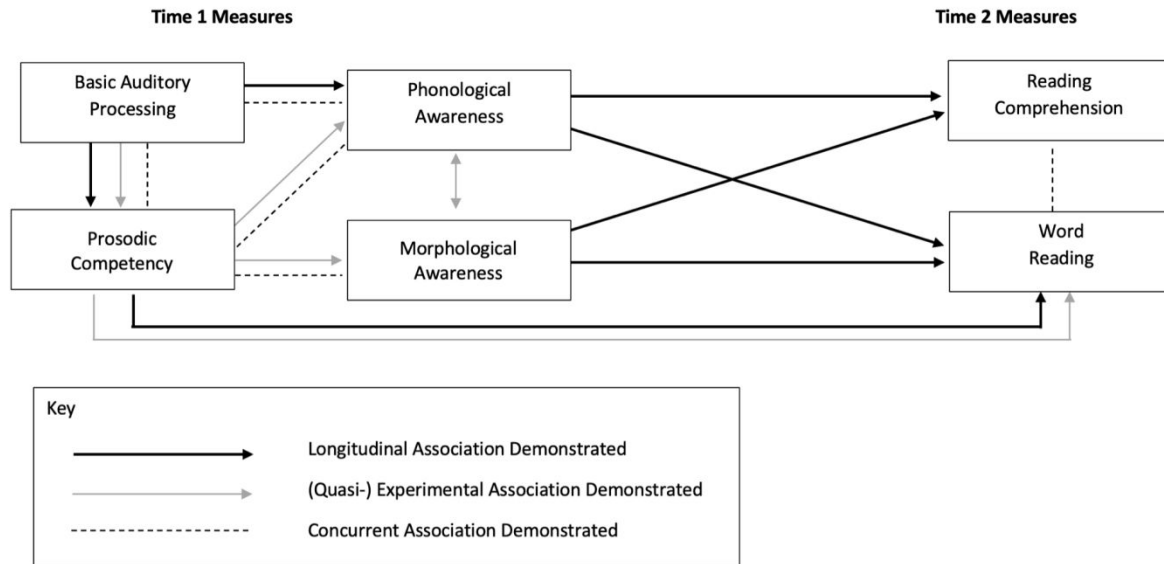 Time 1 Measures
Time 2 Measures
Basic Auditory
Processing
Phonological
Awareness
Reading
Comprehension
Prosodic
Competency
Morphological
Awareness
Word
Reading
Key
Longitudinal Association Demonstrated
(Quasi-) Experimental Association Demonstrated
Concurrent Association Demonstrated